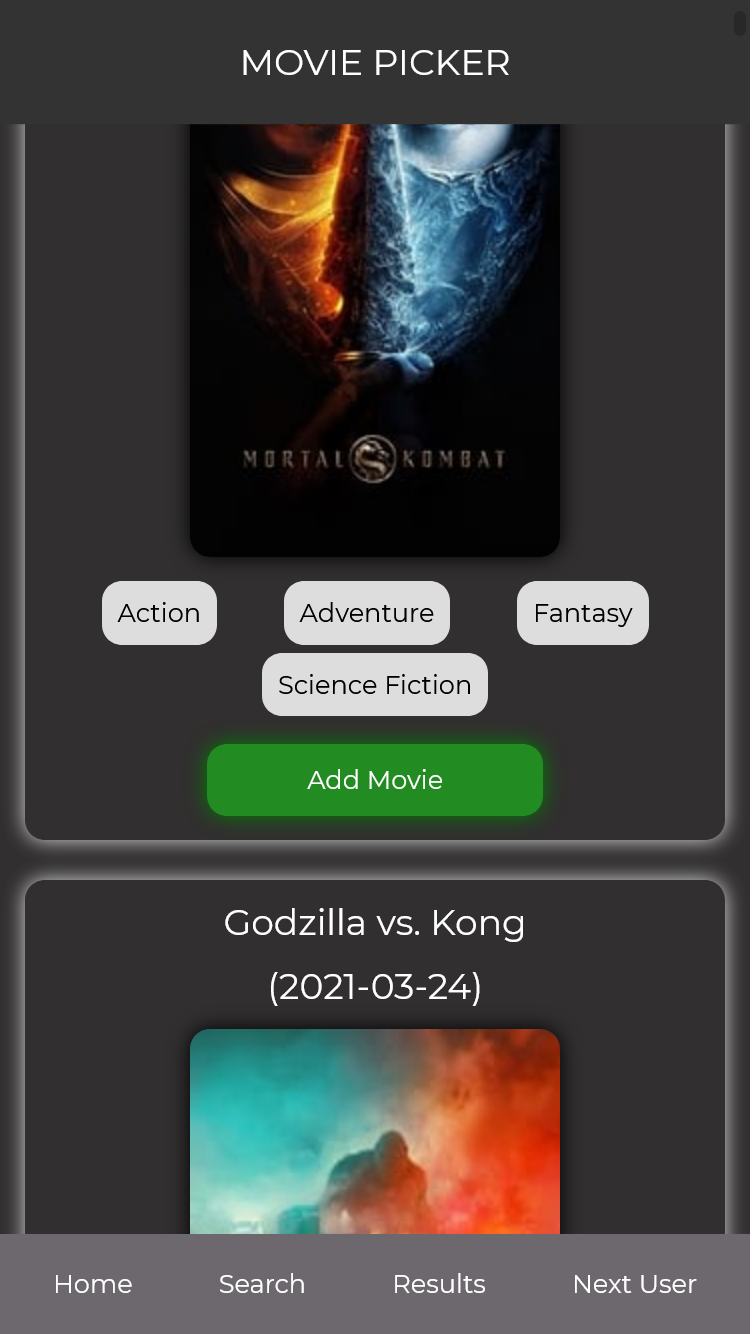 MOVIE PICKER
MORTAL KOMBAT
Action Adventure Fantasy
Science Fiction
Add Movie
Godzilla vs. Kong
(2021-03-24)
Home Search Results Next User